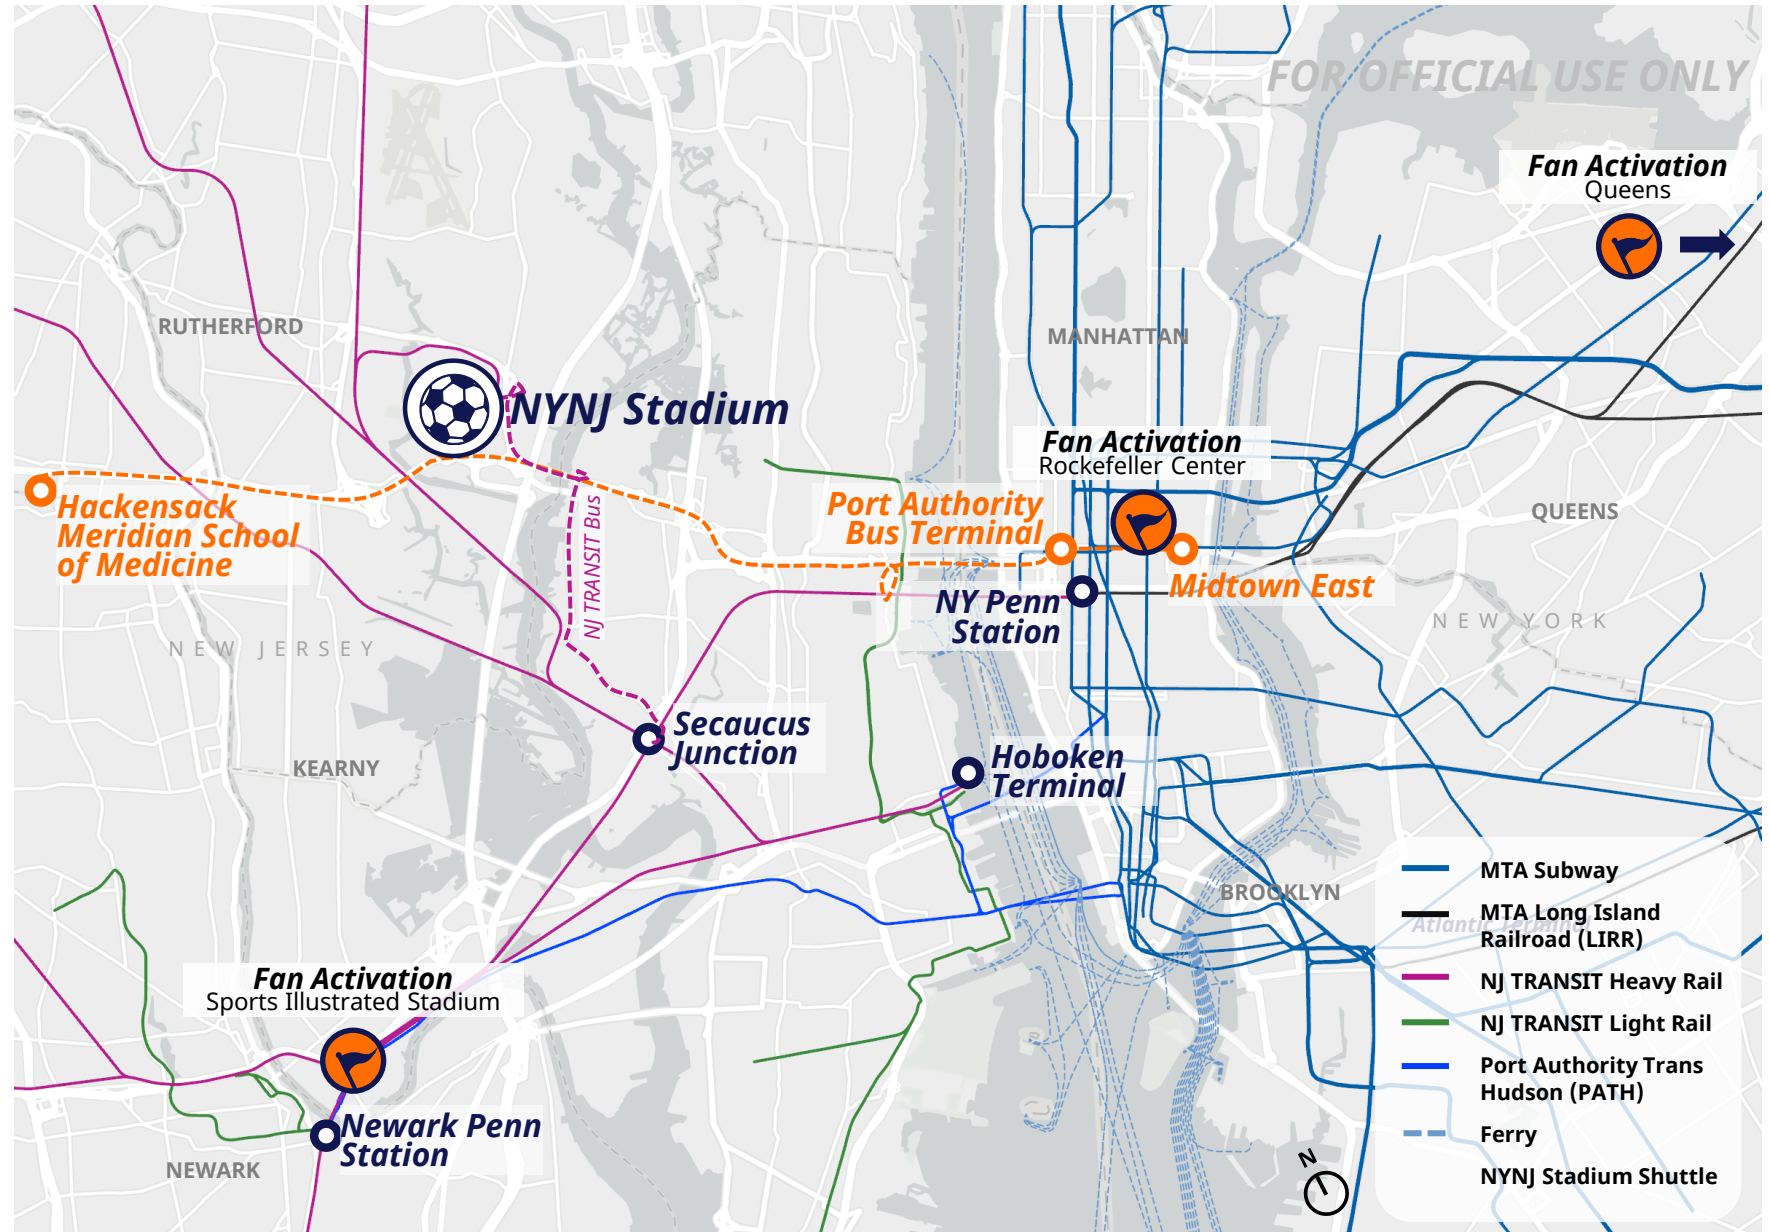 FOR OFFICIAL USE ONLY
Fan Activation
Queens
RUTHERFORD
MANHATTAN
NYNJ Stadium
Fan Activation
Rockefeller Center
Hackensack
Meridian School
of Medicine
NJ TRANSIT Bus
Port Authority
Bus Terminal
QUEENS
Midtown East
NY Penn
Station
NEW JERSEY
NEW YORK
Secaucus
Junction
Hoboken
Terminal
KEARNY
BROOKLYN
Atlantic Terminal
Fan Activation
Sports Illustrated Stadium
Newark Penn
Station
NEWARK
N
MTA Subway
MTA Long Island
Railroad (LIRR)
NJ TRANSIT Heavy Rail
NJ TRANSIT Light Rail
Port Authority Trans
Hudson (PATH)
Ferry
NYNJ Stadium Shuttle